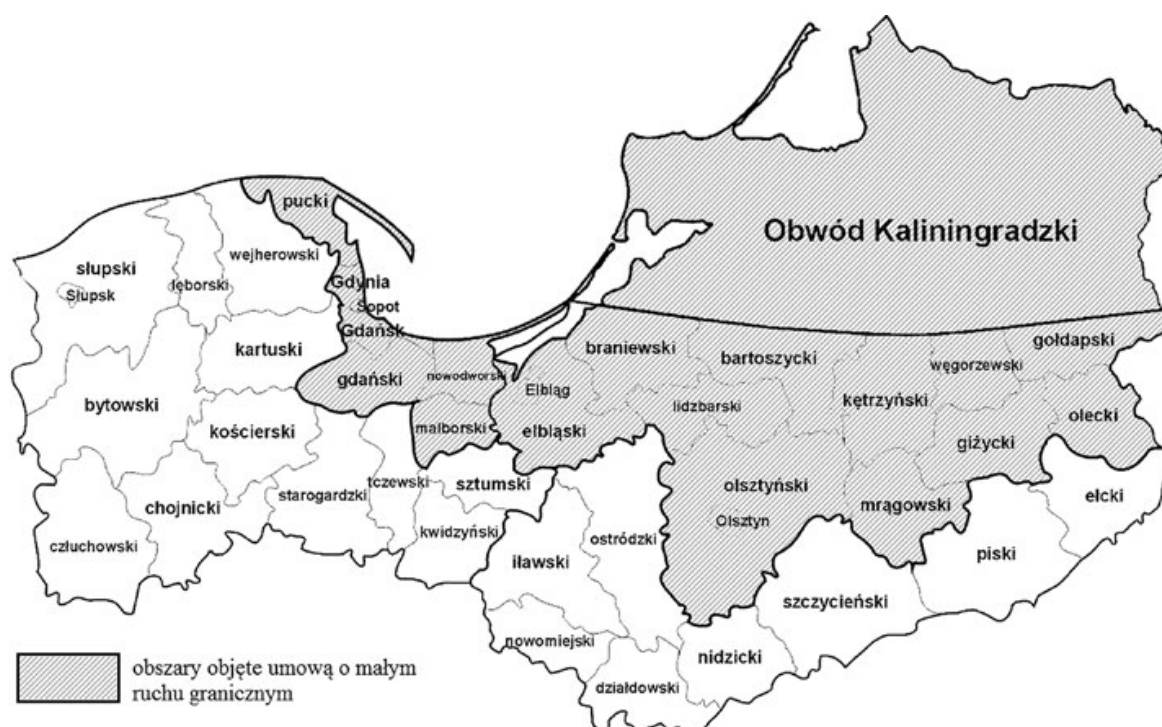 pucki
Obwód Kaliningradzki
wejherowski
słupski
Gdynia
lęborski
Słupsk
Sopot
Gdańsk
gołdapski
kartuski
braniewski
bartoszycki
węgorzewski
gdański
nowodworski
Elbląg
bytowski
lidzbarski
kętrzyński
olecki
kościerski
malborski
elbląski
giżycki
tczewski
sztumski
olsztyński
starogardzki
mrągowski
ełcki
chojnicki
Olsztyn
kwidzyński
ostródzki
człuchowski
iławski
piski
szczycieński
nowomiejski
nidzicki
działdowski
obszary objęte umową o małym
ruchu granicznym